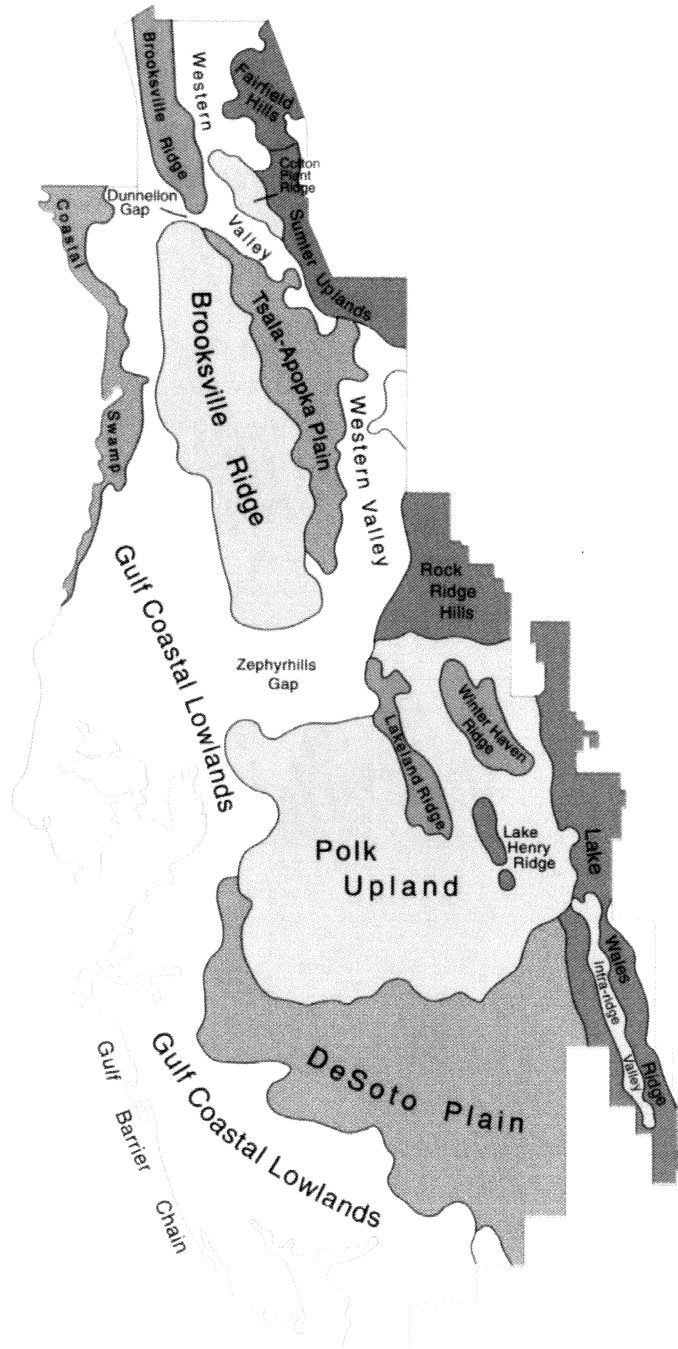 Brooksville Ridge
Western
Fairfield
Hills
Cotton
Plant
Ridge
Dunnellon
Gap
Coastal
Valley
Sumter Uplands
Brooksville
Ridge
Tsala-Apopka Plain
Swamp
Western Valley
Gulf Coastal Lowlands
Rock
Ridge
Hills
Zephyrhills
Gap
Winter Haven
Ridge
Lakeland Ridge
Lake
Henry
Ridge
Lake
Polk
Upland
Wales
Intra-ridge
Valley
Ridge
DeSoto Plain
Gulf Coastal Lowlands
Gulf Barrier Chain